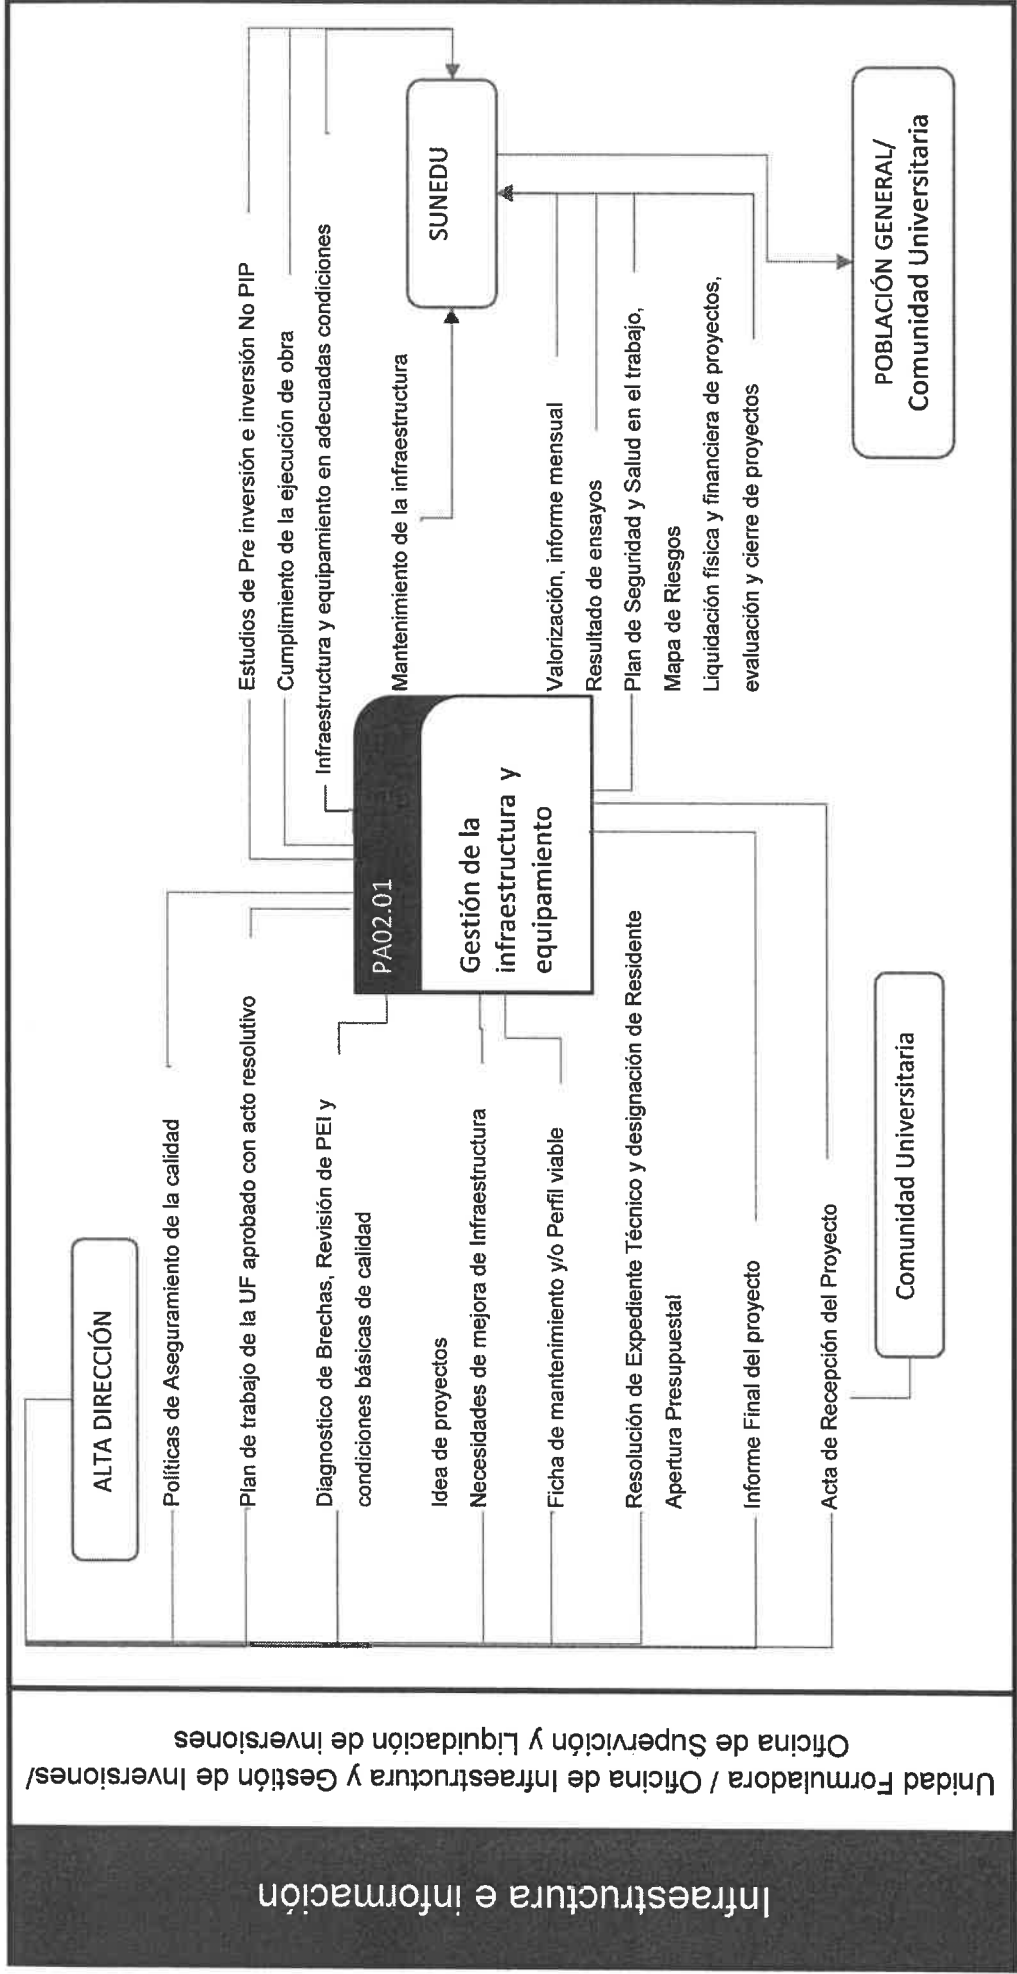 Infraestructura e información
Unidad Formuladora / Oficina de Infraestructura y Gestión de Inversiones/
Oficina de Supervición y Liquidación de inversiones
ALTA DIRECCIÓN
Políticas de Aseguramiento de la calidad
Plan de trabajo de la UF aprobado con acto resolutivo
Diagnostico de Brechas, Revisión de PEI y
condiciones básicas de calidad
Idea de proyectos
Necesidades de mejora de Infraestructura
Ficha de mantenimiento y/o Perfil viable
Resolución de Expediente Técnico y designación de Residente
Apertura Presupuestal
Informe Final del proyecto
Acta de Recepción del Proyecto
Comunidad Universitaria
PA02.01
Gestión de la
infraestructura y
equipamiento
Estudios de Pre inversión e inversión No PIP
Cumplimiento de la ejecución de obra
Infraestructura y equipamiento en adecuadas condiciones
Mantenimiento de la infraestructura
Valorización, informe mensual
Resultado de ensayos
Plan de Seguridad y Salud en el trabajo,
Mapa de Riesgos
Liquidación física y financiera de proyectos,
evaluación y cierre de proyectos
SUNEDU
POBLACIÓN GENERAL/
Comunidad Universitaria